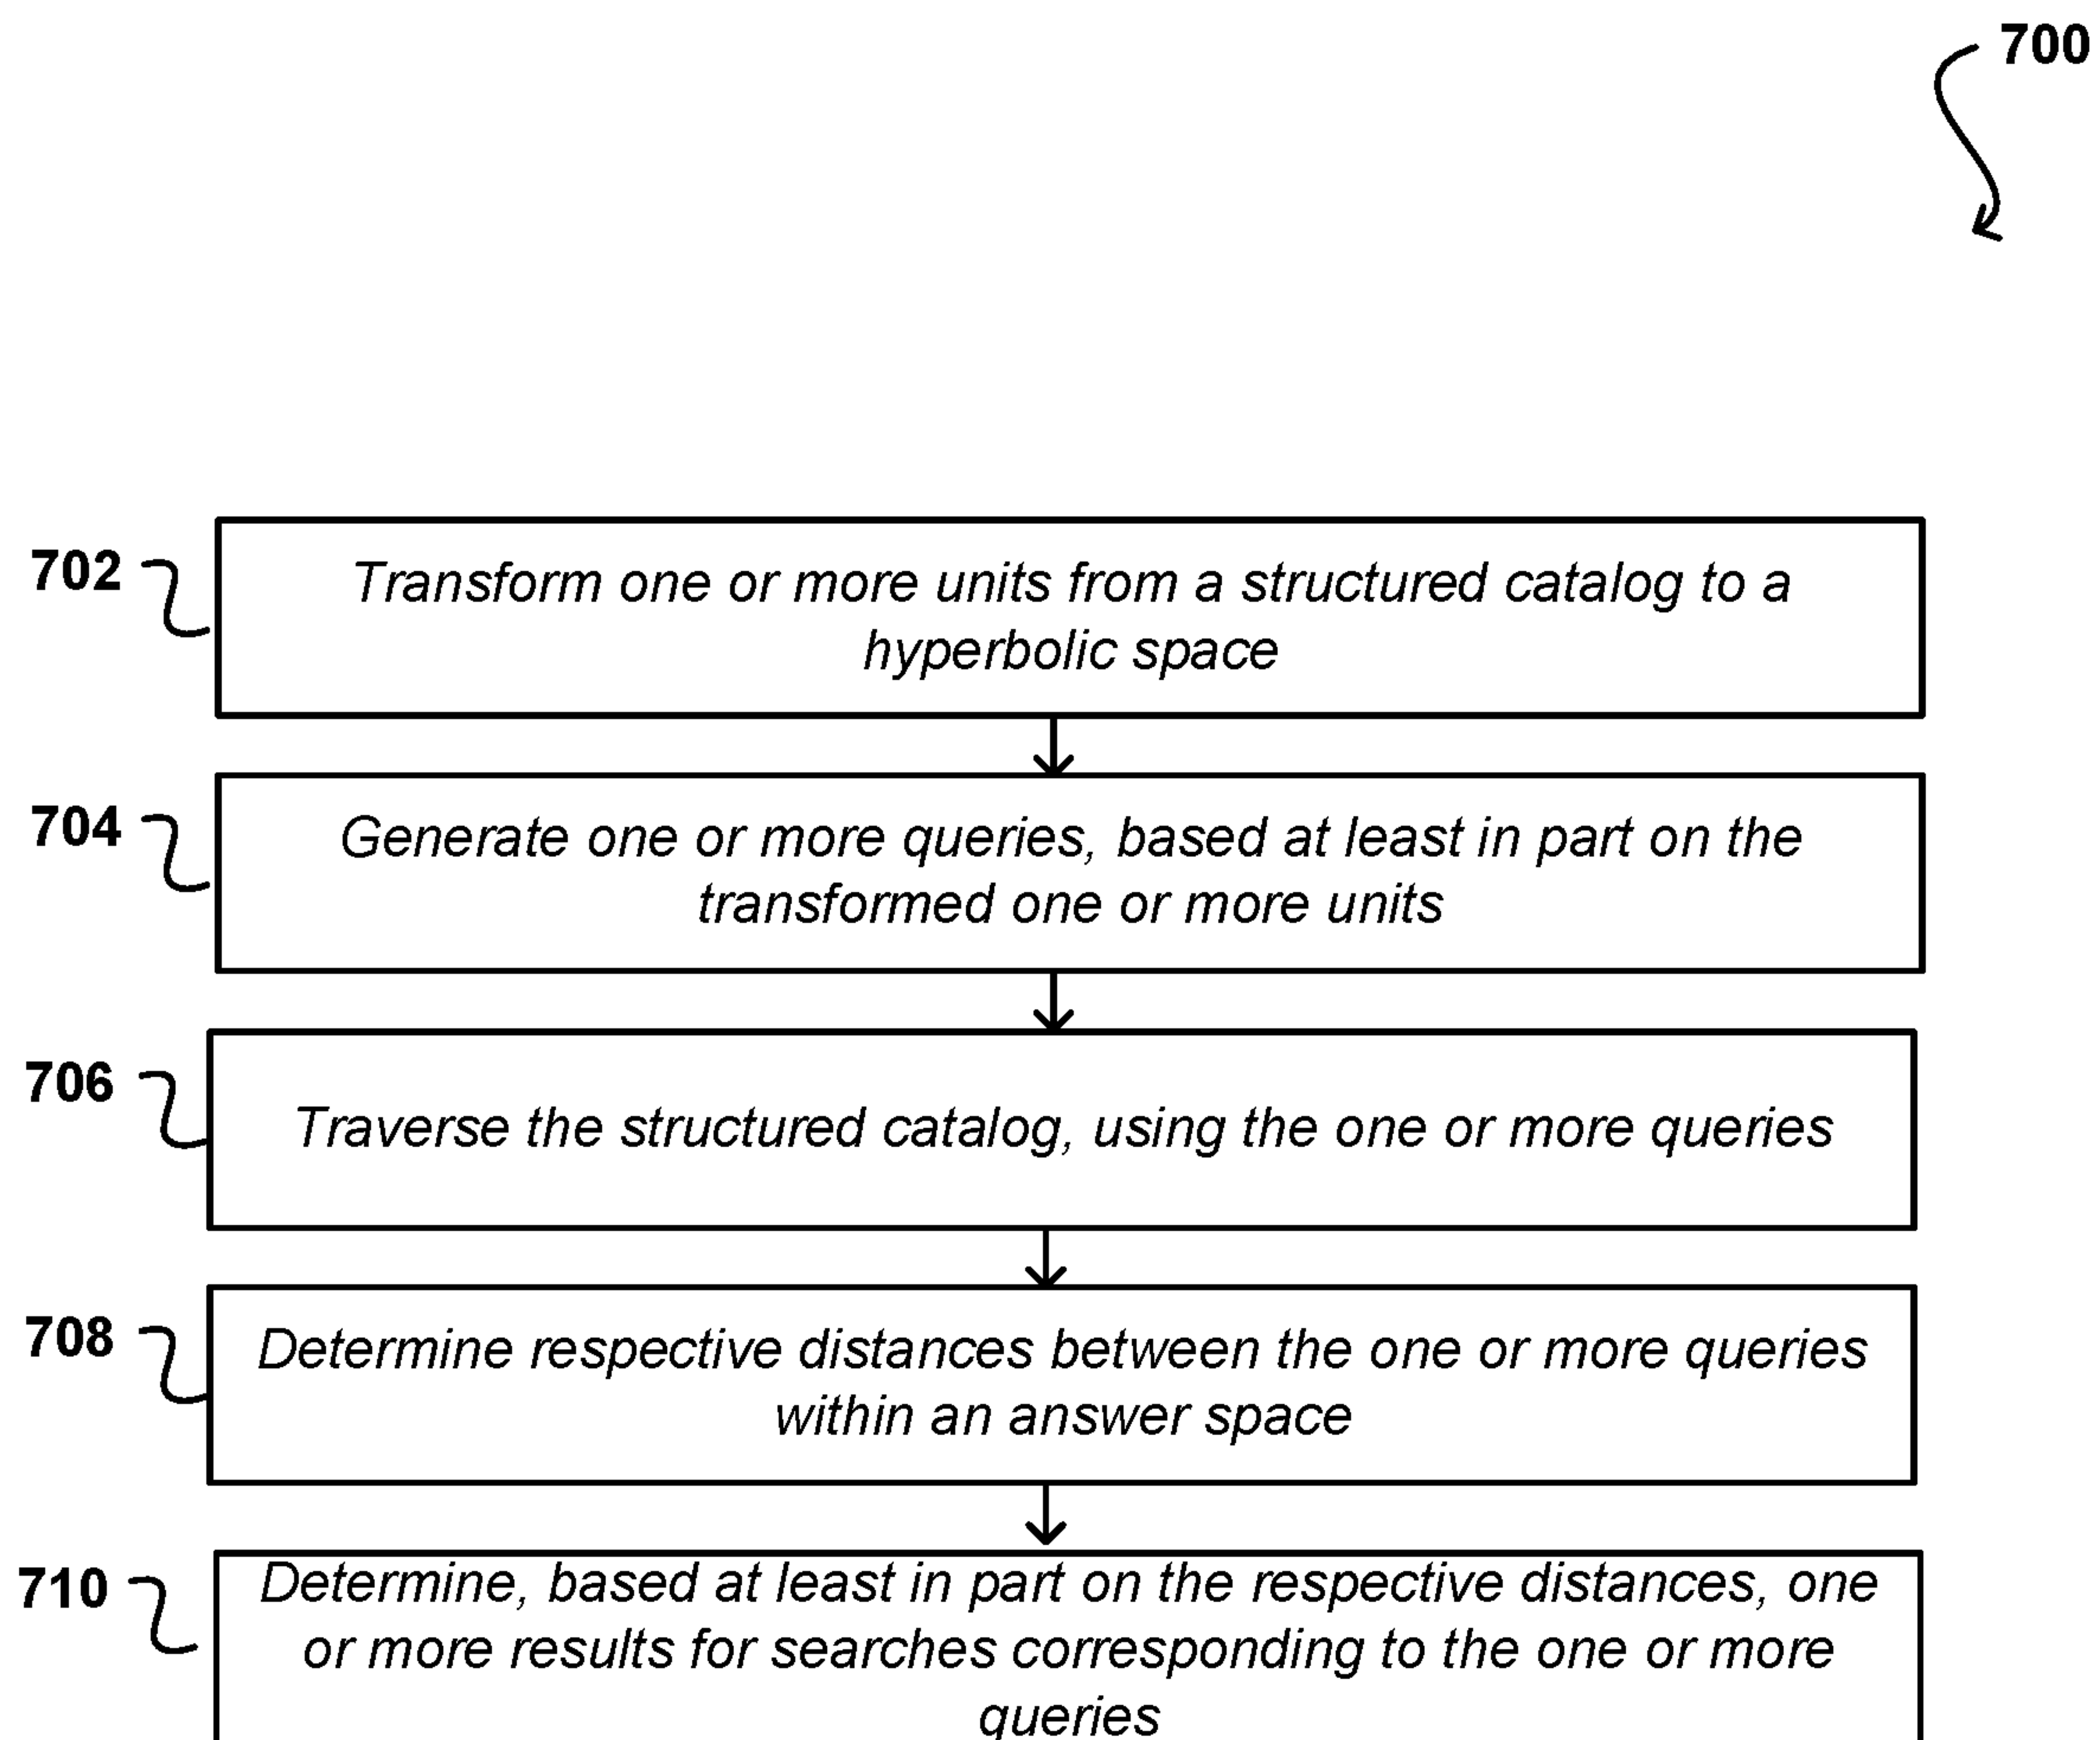 700
702
Transform one or more units from a structured catalog to a
hyperbolic space
704
Generate one or more queries, based at least in part on the
transformed one or more units
706
Traverse the structured catalog, using the one or more queries
708
Determine respective distances between the one or more queries
within an answer space
710
Determine, based at least in part on the respective distances, one
or more results for searches corresponding to the one or more
queries